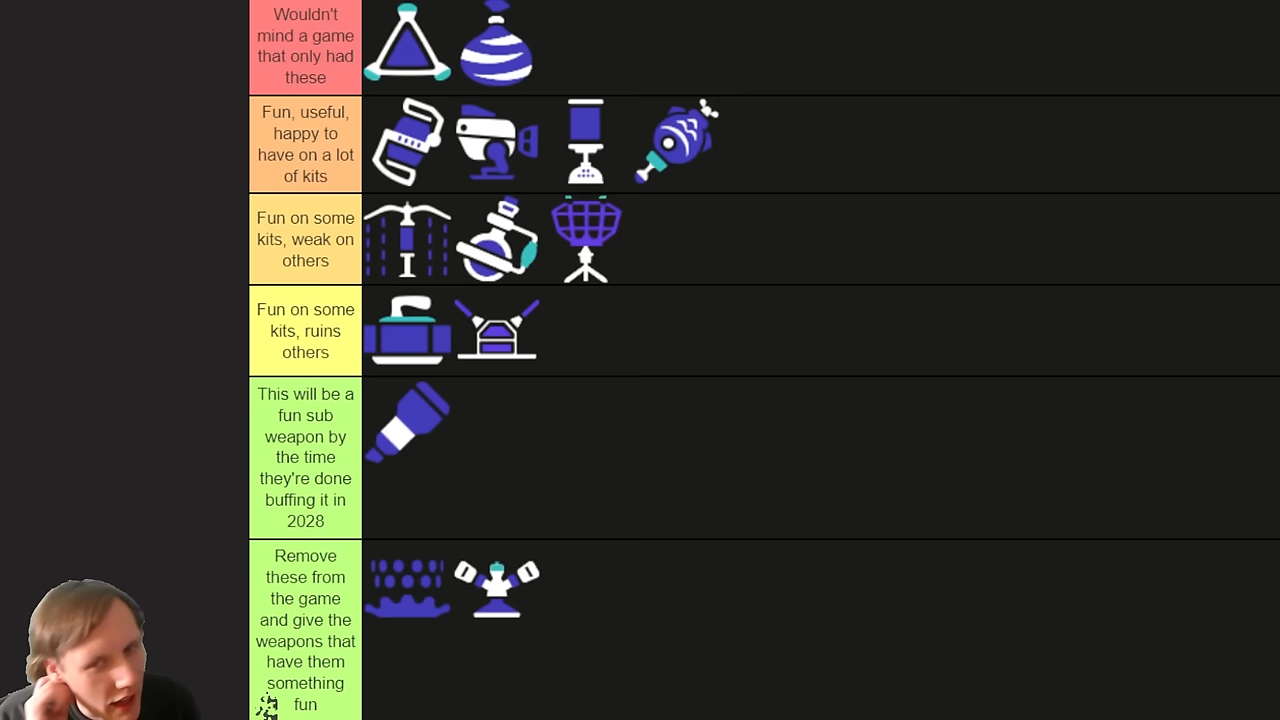 Wouldn't
mind a game
that only had
these
Fun, useful,
happy to
have on a lot
of kits
Fun on some
kits, weak on
others
Fun on some
kits, ruins
others
This will be a
fun sub
weapon by
the time
they're done
buffing it in
2028
Remove
these from
the game
and give the
weapons that
have them
something
fun